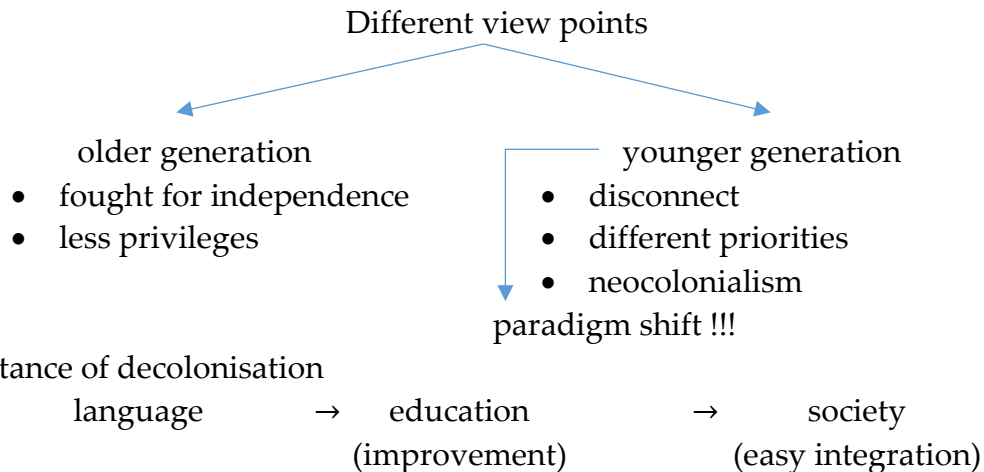 Different view points
older generation younger generation
• fought for independence • disconnect
• less privileges • different priorities
• neocolonialism
paradigm shift !!!
tance of decolonisation
language → education → society
(improvement) (easy integration)